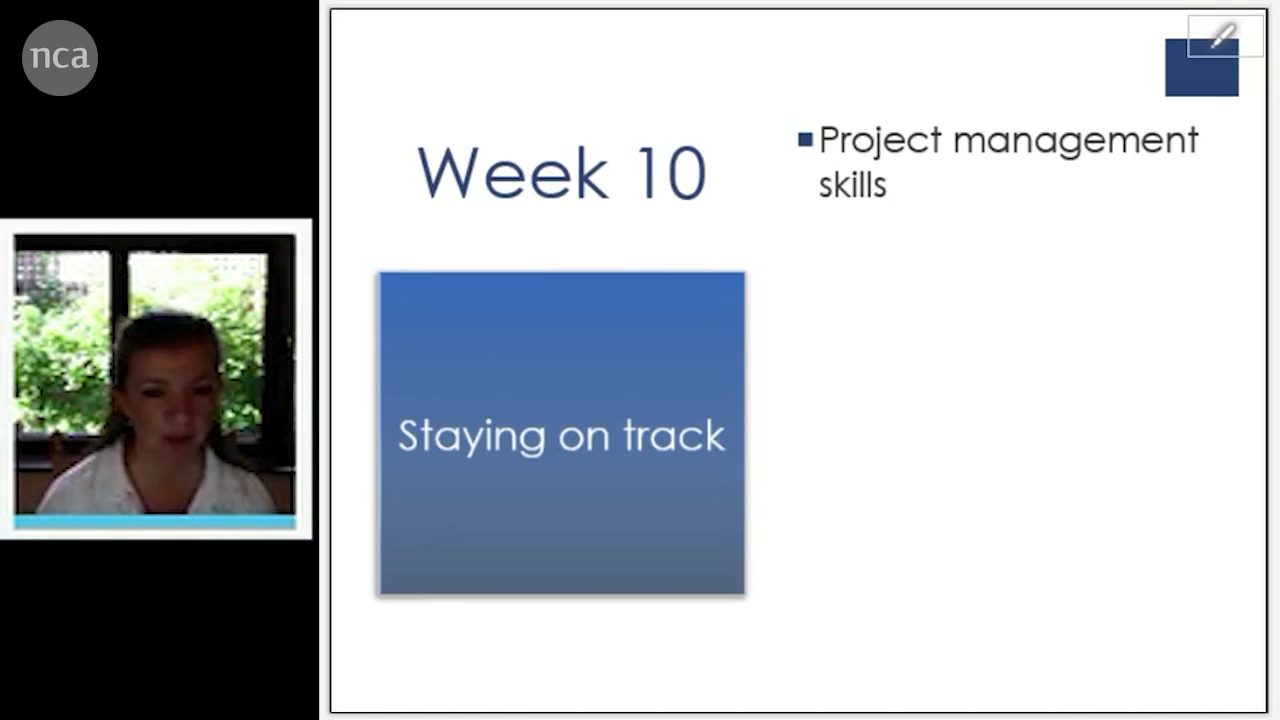 nca
Week 10
Staying on track
Project management
skills